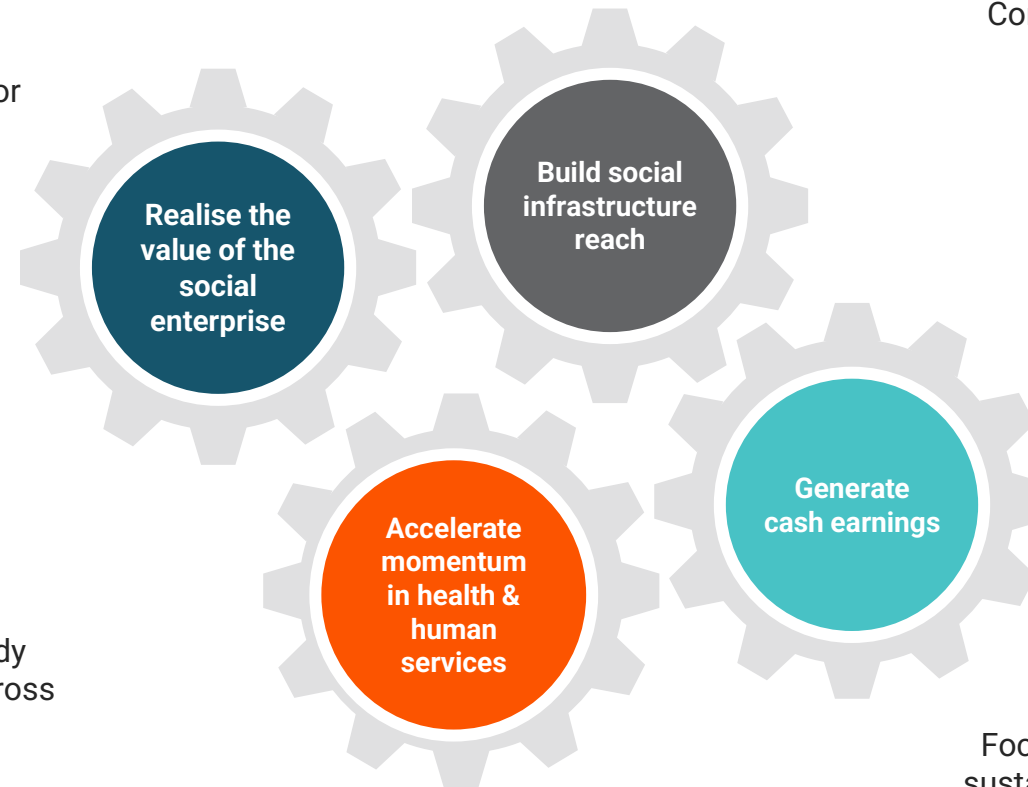 or
Realise the
value of the
social
enterprise
Build social
infrastructure
reach
Generate
cash earnings
Accelerate
momentum
in health &
human
services